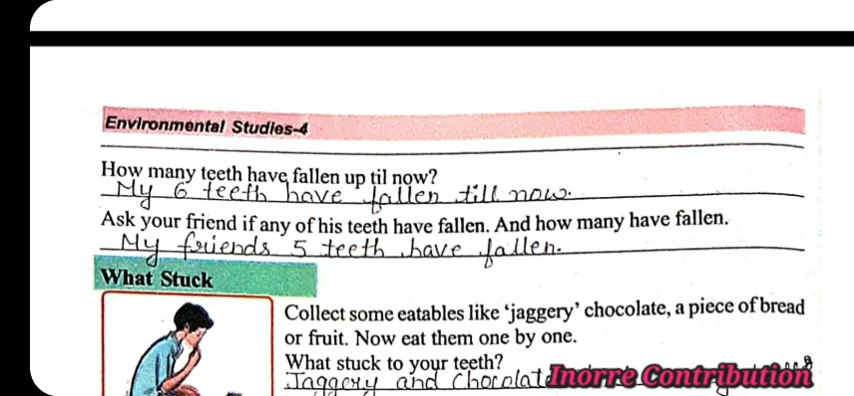 Environmental Studies-4
How many teeth have fallen up til now?
My 6 teeth have fallen till now.
Ask your friend if any of his teeth have fallen. And how many have fallen.
My friends 5 teeth have fallen.
What Stuck
Collect some eatables like ‘jaggery’ chocolate, a piece of bread
or fruit. Now eat them one by one.
What stuck to your teeth?
Jaggery and Chocolate
Inorre Contribution